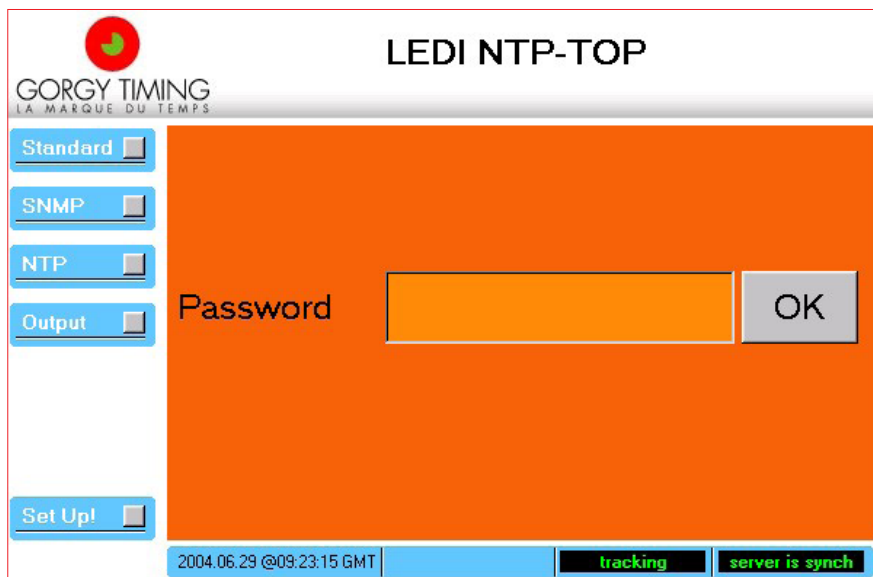 LEDI NTP-TOP
GORGY TIMING
LA MARQUE DU TEMPS
Standard
SNMP
NTP
Output
Set Up!
Password
OK
2004.06.29 @09:23:15 GMT
tracking
server is synch